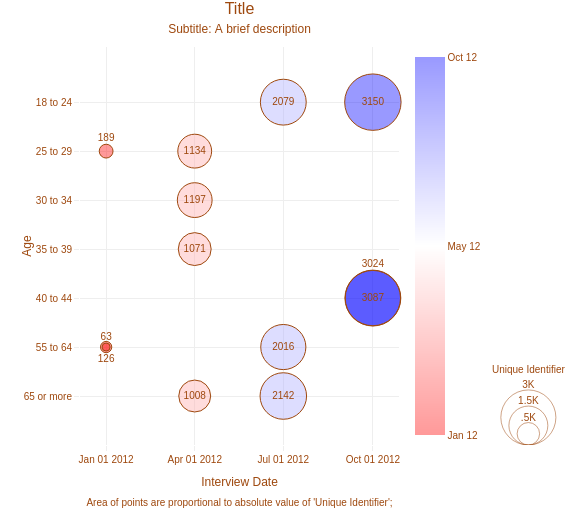 Title
Subtitle: A brief description
Oct 12
18 to 24
2079
3150
189
25 to 29
1134
30 to 34
1197
Age
35 to 39
1071
May 12
3024
40 to 44
3087
63
55 to 64
2016
126
65 or more
1008
2142
Unique Identifier
3K
1.5K
.5K
Jan 12
Jan 01 2012
Apr 01 2012
Jul 01 2012
Oct 01 2012
Interview Date
Area of points are proportional to absolute value of 'Unique Identifier';